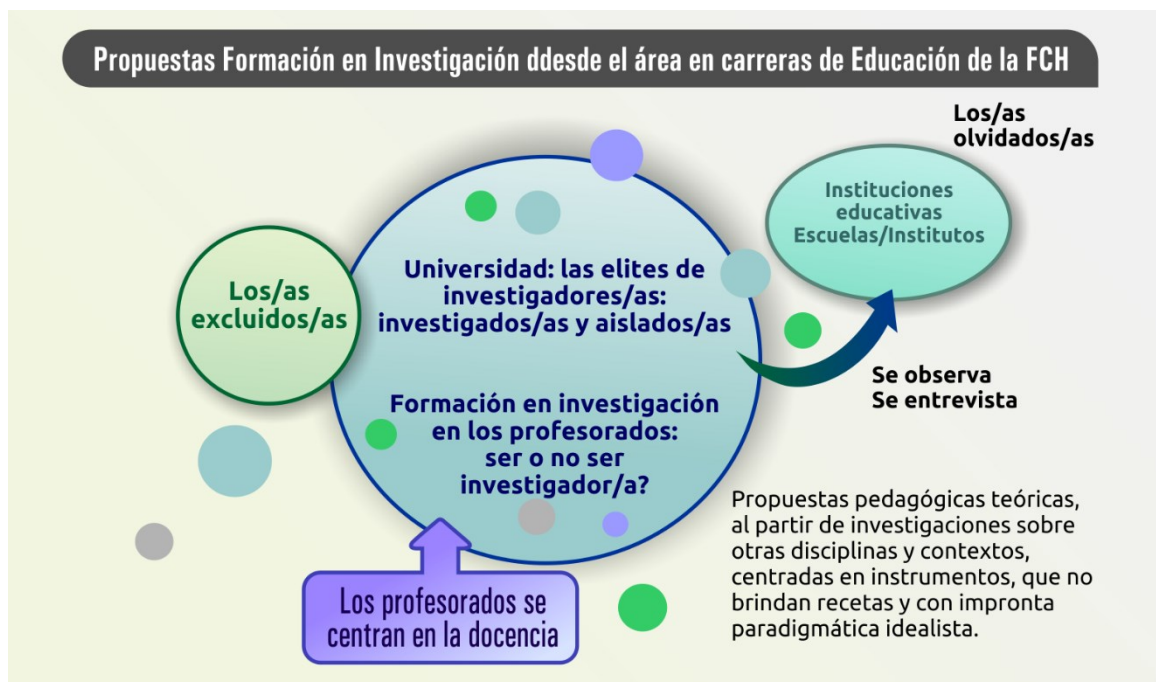 Propuestas Formación en Investigación ddesde el área en carreras de Educación de la FCH
Los/as
olvidados/as
Instituciones
educativas
Escuelas/Institutos
Los/as
excluidos/as
Universidad: las elites de
investigadores/as:
investigados/as y aislados/as
Se observa
Se entrevista
Formación en investigación
en los profesorados:
ser o no ser
investigador/a?
Los profesorados se
centran en la docencia
Propuestas pedagógicas teóricas,
al partir de investigaciones sobre
otras disciplinas y contextos,
centradas en instrumentos, que no
brindan recetas y con impronta
paradigmática idealista.